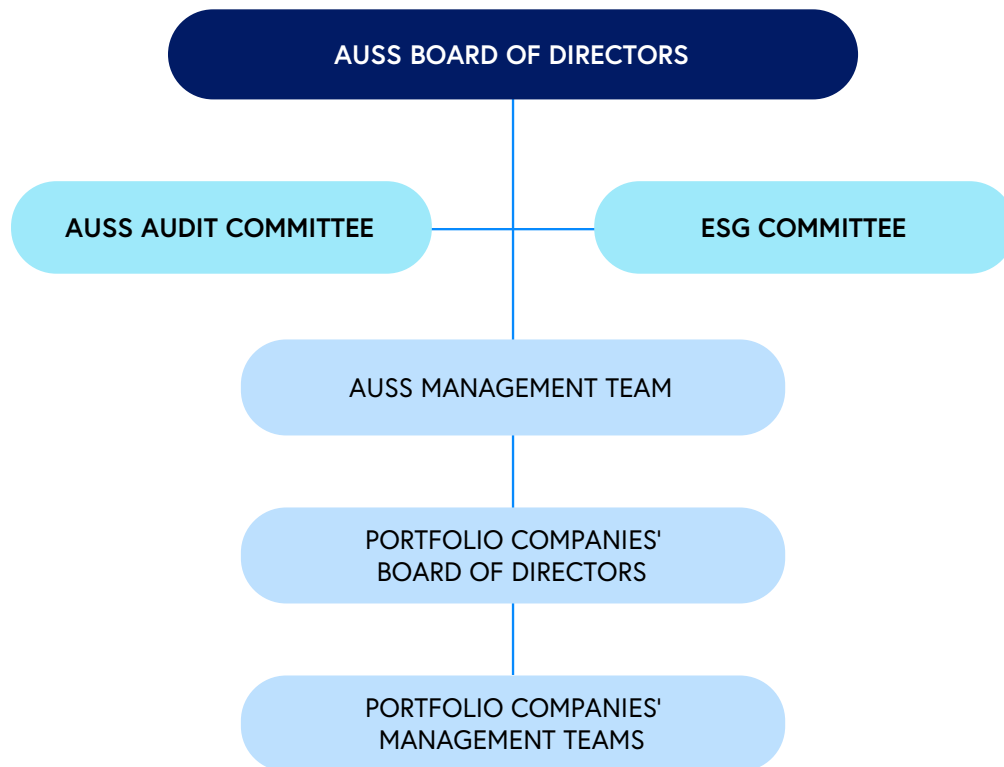 AUSS BOARD OF DIRECTORS
AUSS AUDIT COMMITTEE
ESG COMMITTEE
AUSS MANAGEMENT TEAM
PORTFOLIO COMPANIES'
BOARD OF DIRECTORS
PORTFOLIO COMPANIES'
MANAGEMENT TEAMS